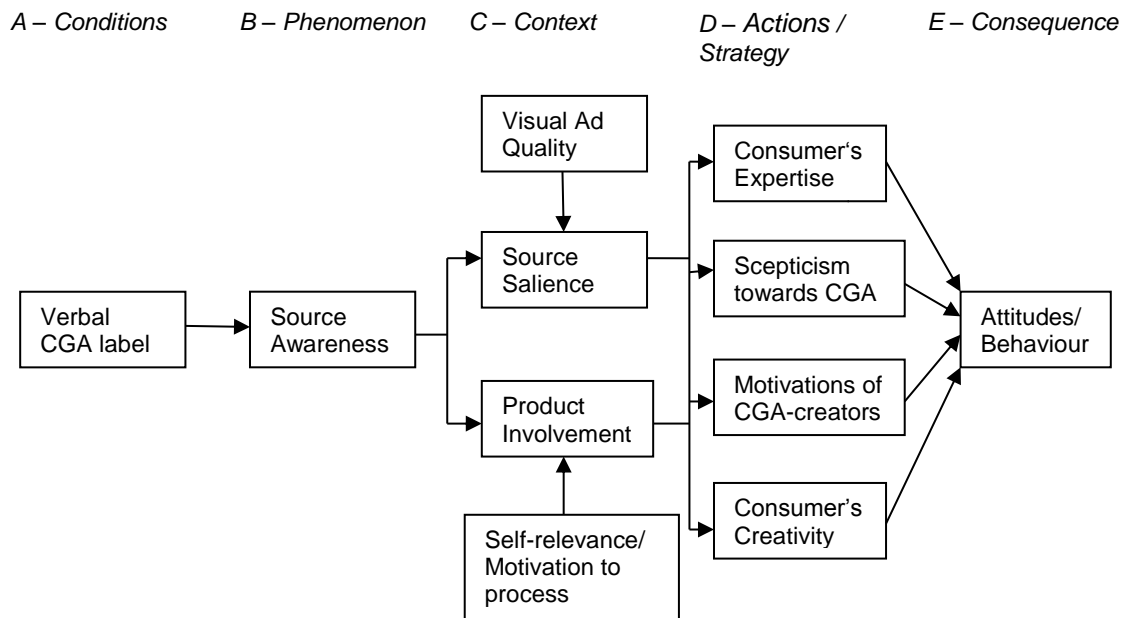 A – Conditions
B – Phenomenon
C – Context
D – Actions /
Strategy
E – Consequence
Visual Ad
Quality
Consumer‘s
Expertise
Source
Salience
Scepticism
towards CGA
Verbal
CGA label
Source
Awareness
Attitudes/
Behaviour
Product
Involvement
Motivations of
CGA-creators
Self-relevance/
Motivation to
process
Consumer's
Creativity